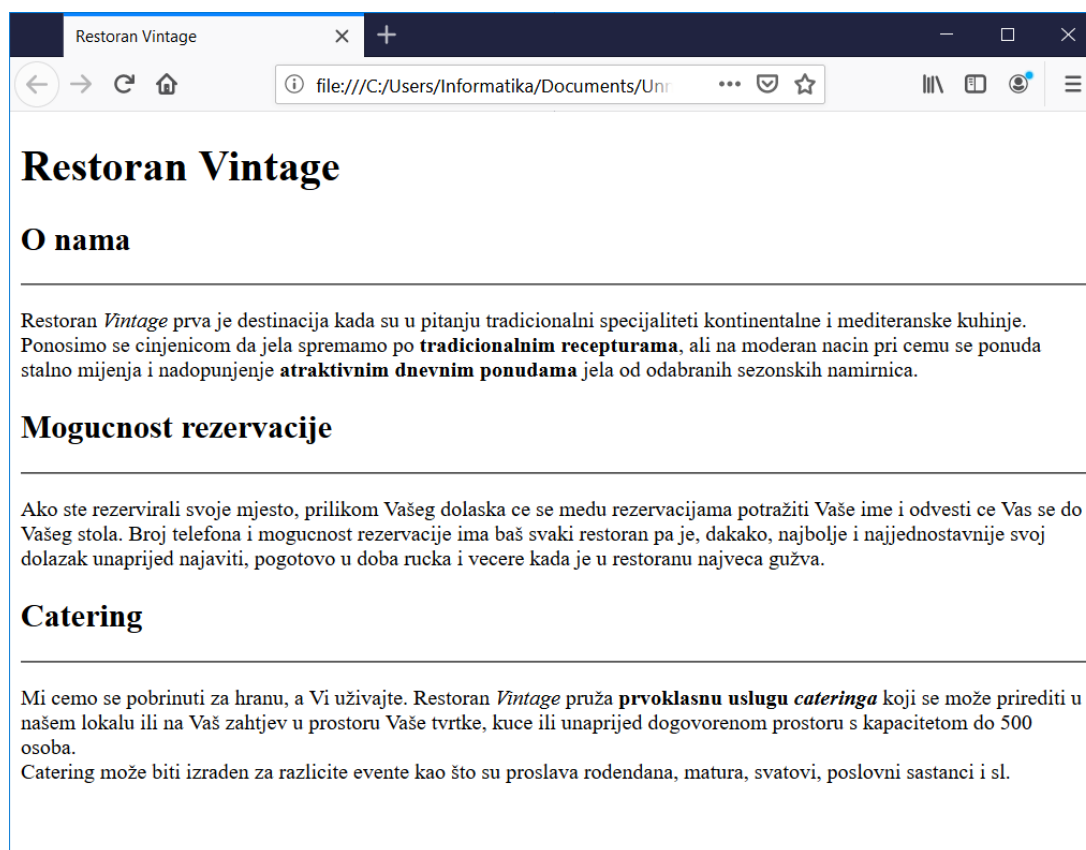 Restoran Vintage
file:///C:/Users/Informatika/Documents/Unr
Restoran Vintage
O nama
Restoran Vintage prva je destinacija kada su u pitanju tradicionalni specijaliteti kontinentalne i mediteranske kuhinje.
Ponosimo se cinjenicom da jela spremamo po tradicionalnim recepturama, ali na moderan nacin pri cemu se ponuda
stalno mijenja i nadopunjenje atraktivnim dnevnim ponudama jela od odabranih sezonskih namirnica.
Mogucnost rezervacije
Ako ste rezervirali svoje mjesto, prilikom Vašeg dolaska ce se medu rezervacijama potražiti Vaše ime i odvesti ce Vas se do
Vašeg stola. Broj telefona i mogucnost rezervacije ima baš svaki restoran pa je, dakako, najbolje i najjednostavnije svoj
dolazak unaprijed najaviti, pogotovo u doba rucka i vecere kada je u restoranu najveca gužva.
Catering
Mi cemo se pobrinuti za hranu, a Vi uživajte. Restoran Vintage pruža prvoklasnu uslugu cateringa koji se može prirediti u
našem lokalu ili na Vaš zahtjev u prostoru Vaše tvrtke, kuce ili unaprijed dogovorenom prostoru s kapacitetom do 500
osoba.
Catering može biti izraden za razlicite evente kao što su proslava rodendana, matura, svatovi, poslovni sastanci i sl.